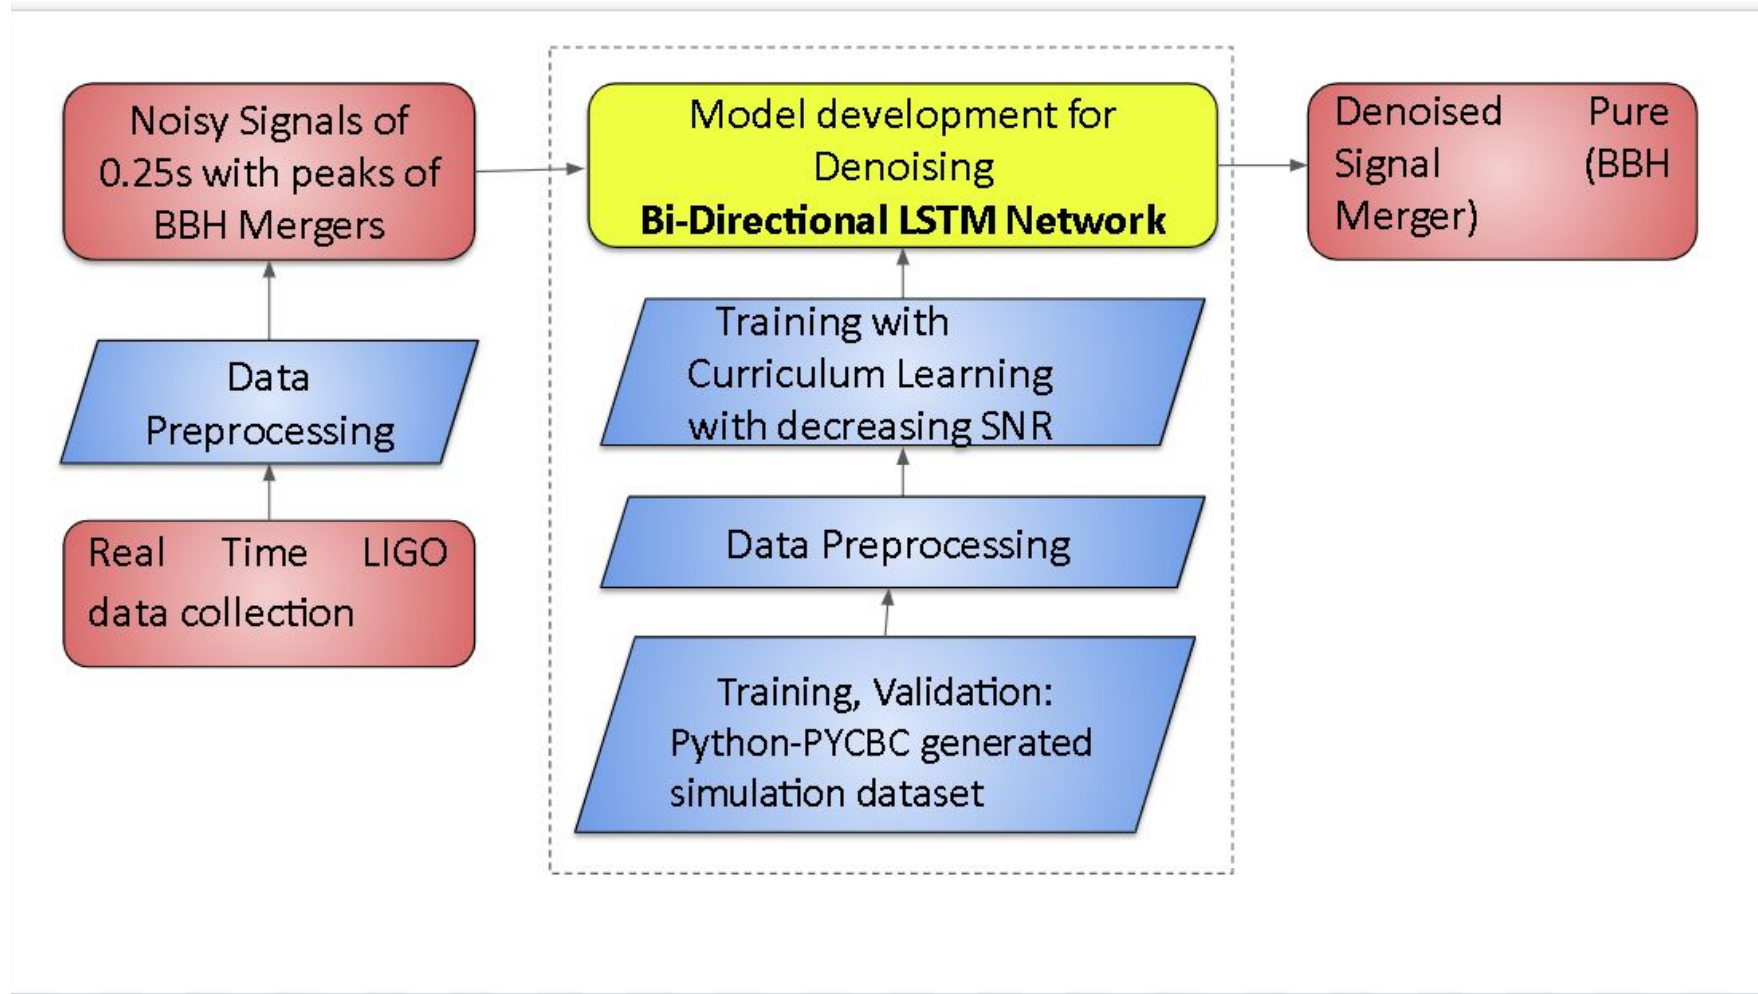 Noisy Signals of
0.25s with peaks of
BBH Mergers
Data
Preprocessing
Real Time LIGO
data collection
Model development for
Denoising
Bi-Directional LSTM Network
Training with
Curriculum Learning
with decreasing SNR
Data Preprocessing
Training, Validation:
Python-PYCBC generated
simulation dataset
Denoised Pure
Signal (BBH
Merger)